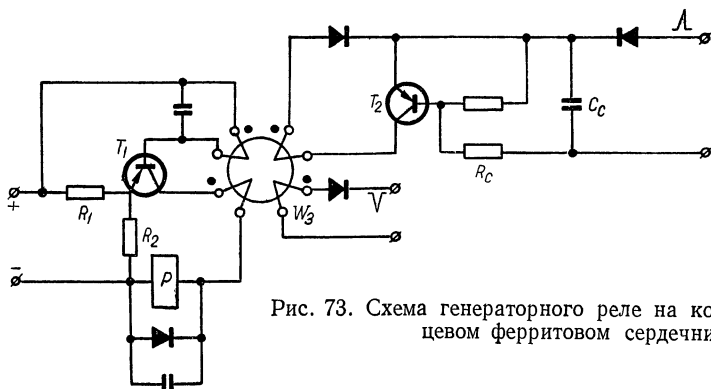 T₁
T₂
C_c
R_c
+
R₁
W₃
R₂
−
P
Рис. 73. Схема генераторного реле на ко
цевом ферритовом сердечни